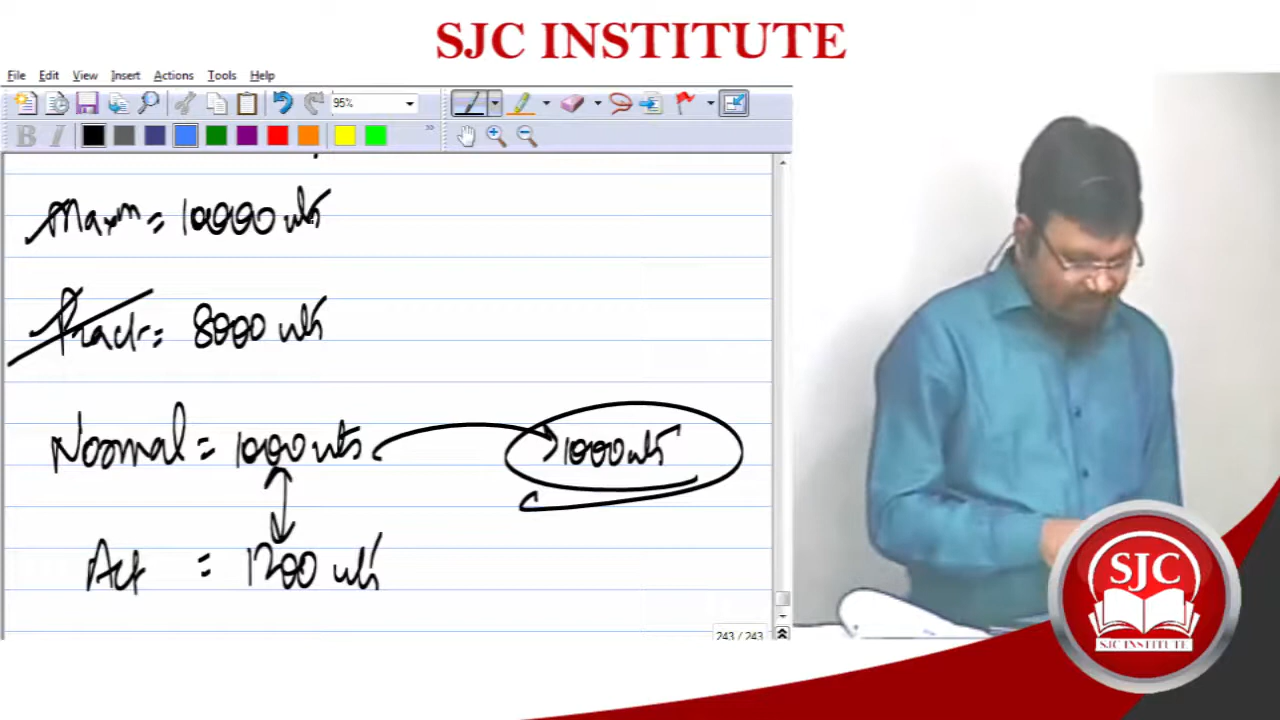 SJC INSTITUTE
File Edit View Insert Actions Tools Help
95%
B I
Maxm = 10000 uts
Pract = 8000 uts
Normal = 1000 uts 1000 uts
Act = 1200 uts
243 / 243
SJC
SJC INSTITUTE